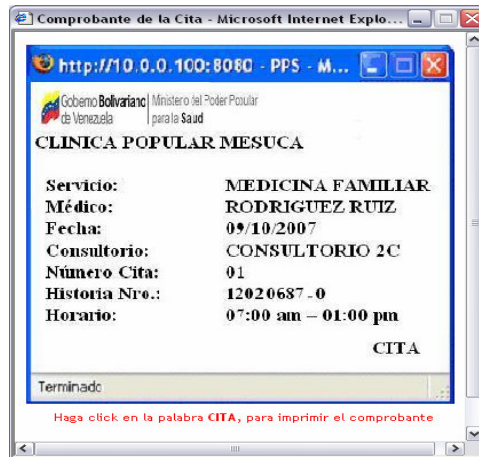 Comprobante de la Cita - Microsoft Internet Explo...
http://10.0.0.100:8080 - PPS - M...
Gobierno Bolivariano de Venezuela
Ministerio del Poder Popular para la Salud
CLINICA POPULAR MESUCA
Servicio: MEDICINA FAMILIAR
Médico: RODRIGUEZ RUIZ
Fecha: 09/10/2007
Consultorio: CONSULTORIO 2C
Número Cita: 01
Historia Nro.: 12020687-0
Horario: 07:00 am – 01:00 pm
CITA
Terminado
Haga click en la palabra CITA, para imprimir el comprobante